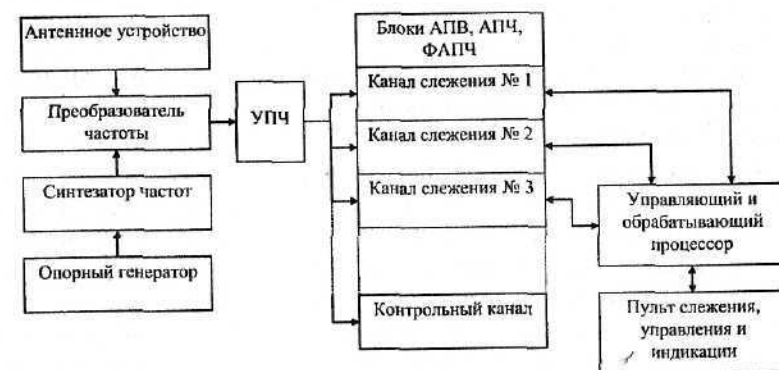 Антенное устройство
Преобразователь
частоты
Синтезатор частот
Опорный генератор
УПЧ
Блоки АПВ, АПЧ,
ФАПЧ
Канал слежения № 1
Канал слежения № 2
Канал слежения № 3
Контрольный канал
Управляющий и
обрабатывающий
процессор
Пульт слежения,
управления и
индикации